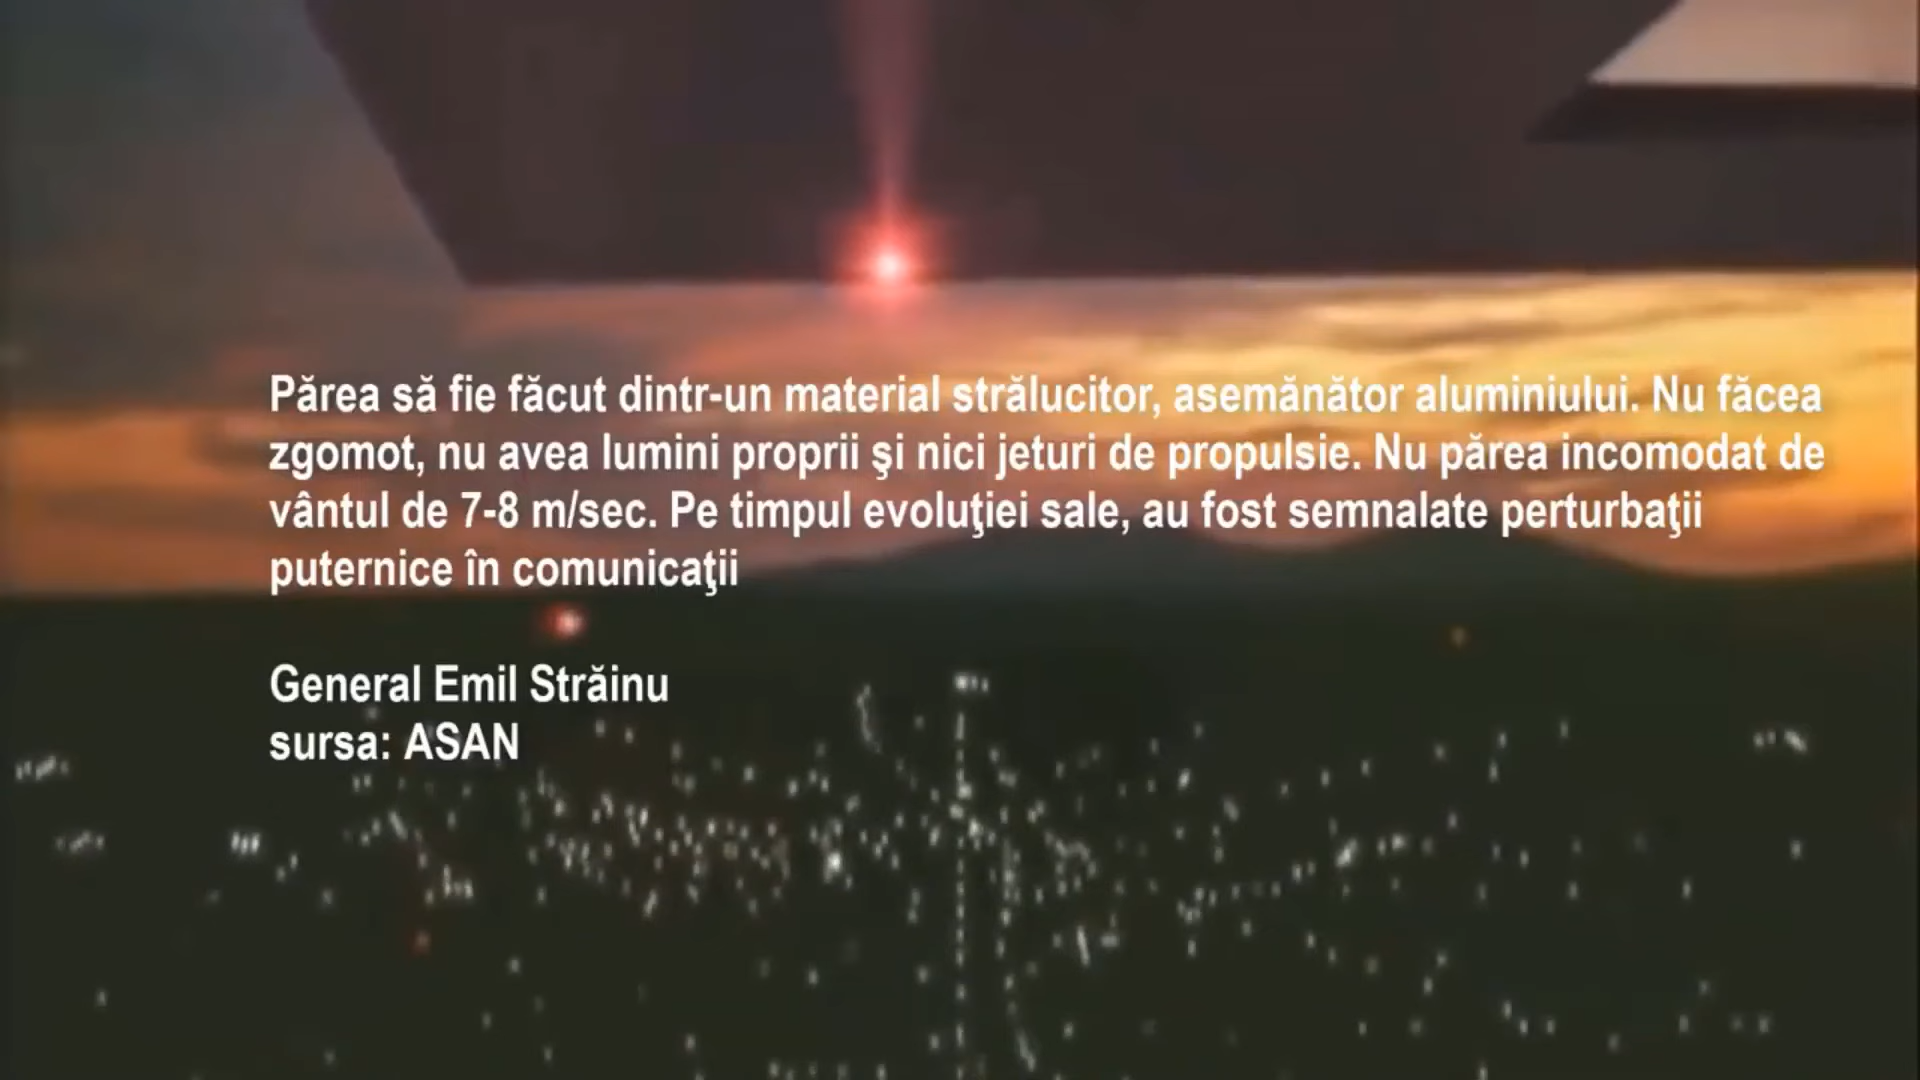 Părea să fie făcut dintr-un material strălucitor, asemănător aluminiului. Nu făcea
zgomot, nu avea lumini proprii şi nici jeturi de propulsie. Nu părea incomodat de
vântul de 7-8 m/sec. Pe timpul evoluţiei sale, au fost semnalate perturbaţii
puternice în comunicaţii
General Emil Străinu
sursa: ASAN